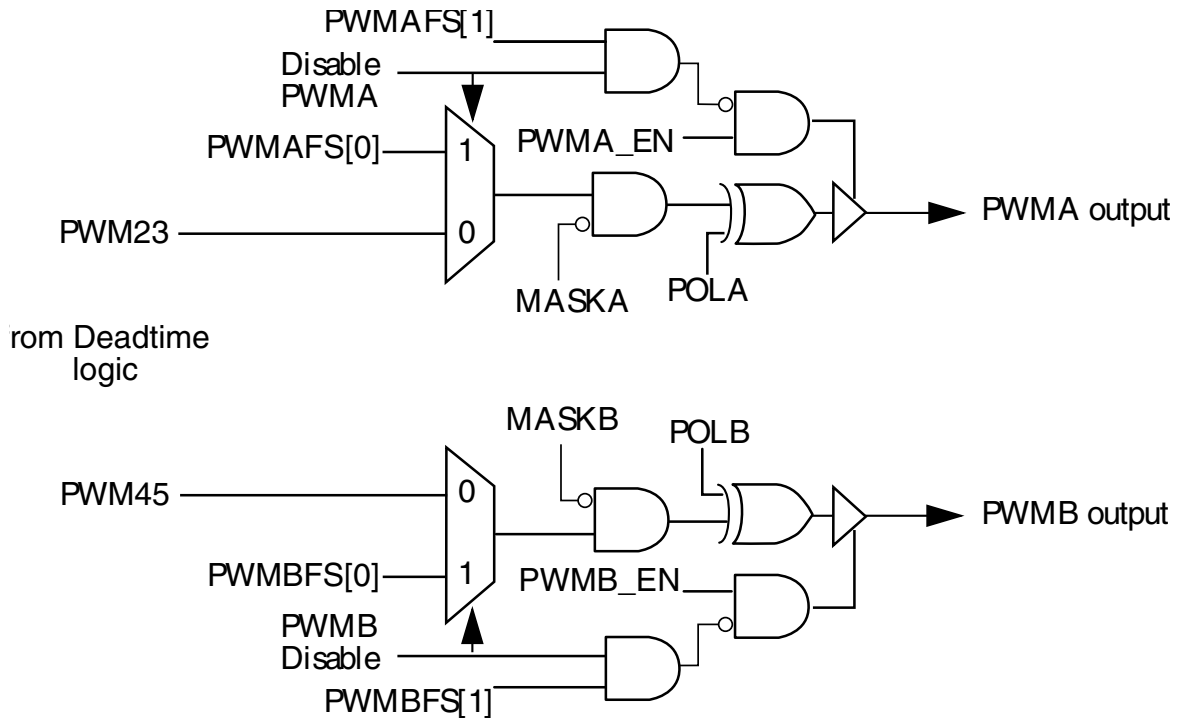 PWMAFS[1]
Disable
PWMA
PWMAFS[0]
1
PWMA_EN
PWM23
0
PWMA output
MASKA
POLA
rom Deadtime
logic
MASKB
POLB
PWM45
0
PWMB output
PWMBFS[0]
1
PWMB_EN
PWMB
Disable
PWMBFS[1]